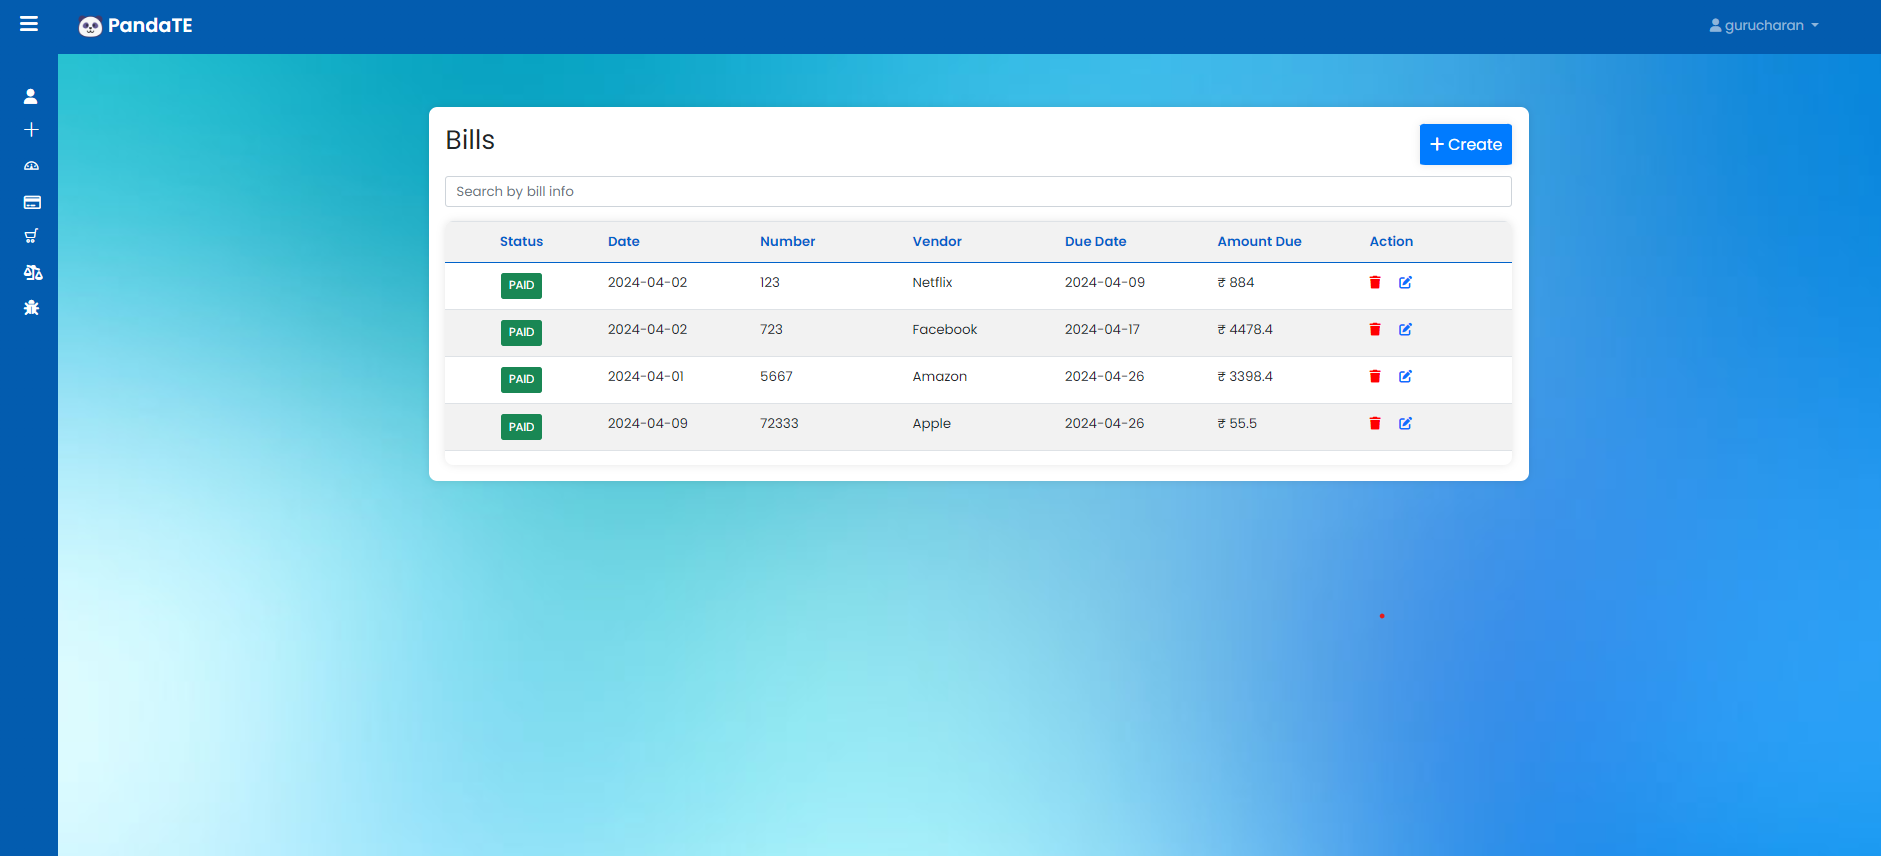 PandaTE
gurucharan
Bills
Create
Search by bill info
Status Date Number Vendor Due Date Amount Due Action
PAID 2024-04-02 123 Netflix 2024-04-09 ₹ 884
PAID 2024-04-02 723 Facebook 2024-04-17 ₹ 4478.4
PAID 2024-04-01 5667 Amazon 2024-04-26 ₹ 3398.4
PAID 2024-04-09 72333 Apple 2024-04-26 ₹ 55.5